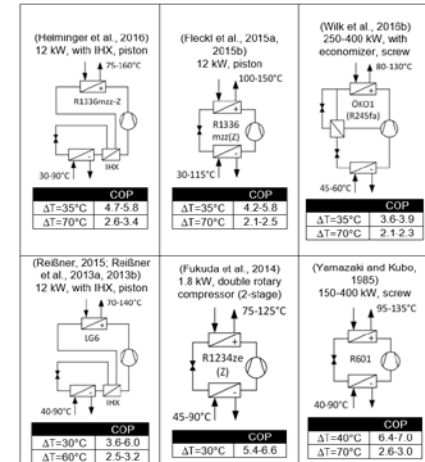 (Helminger et al., 2016)
12 kW, with IHX, piston
75-160°C
R1336mzz-Z
IHX
30-90°C
COP
ΔT=35°C 4.7-5.8
ΔT=70°C 2.6-3.4
(Fleckl et al., 2015a,
2015b)
12 kW, piston
100-150°C
R1336
mzz(Z)
30-115°C
COP
ΔT=35°C 4.2-5.8
ΔT=70°C 2.1-2.5
(Wilk et al., 2016b)
250-400 kW, with
economizer, screw
80-130°C
ÖKO1
(R245fa)
45-60°C
COP
ΔT=35°C 3.6-3.9
ΔT=70°C 2.1-2.3
(Reißner, 2015; Reißner
et al., 2013a, 2013b)
12 kW, with IHX, piston
70-140°C
LG6
IHX
40-90°C
COP
ΔT=30°C 3.6-6.0
ΔT=60°C 2.5-3.2
(Fukuda et al., 2014)
1.8 kW, double rotary
compressor (2-stage)
75-125°C
R1234ze
(Z)
45-90°C
COP
ΔT=30°C 5.4-6.6
(Yamazaki and Kubo,
1985)
150-400 kW, screw
95-135°C
R601
40-90°C
COP
ΔT=40°C 6.4-7.0
ΔT=70°C 2.6-3.0